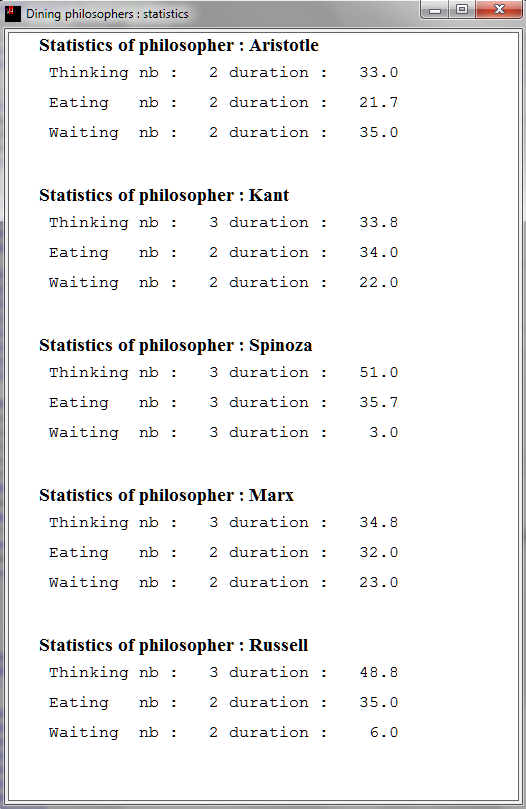 Dining philosophers : statistics
Statistics of philosopher : Aristotle
Thinking nb : 2 duration : 33.0
Eating nb : 2 duration : 21.7
Waiting nb : 2 duration : 35.0
Statistics of philosopher : Kant
Thinking nb : 3 duration : 33.8
Eating nb : 2 duration : 34.0
Waiting nb : 2 duration : 22.0
Statistics of philosopher : Spinoza
Thinking nb : 3 duration : 51.0
Eating nb : 3 duration : 35.7
Waiting nb : 3 duration : 3.0
Statistics of philosopher : Marx
Thinking nb : 3 duration : 34.8
Eating nb : 2 duration : 32.0
Waiting nb : 2 duration : 23.0
Statistics of philosopher : Russell
Thinking nb : 3 duration : 48.8
Eating nb : 2 duration : 35.0
Waiting nb : 2 duration : 6.0